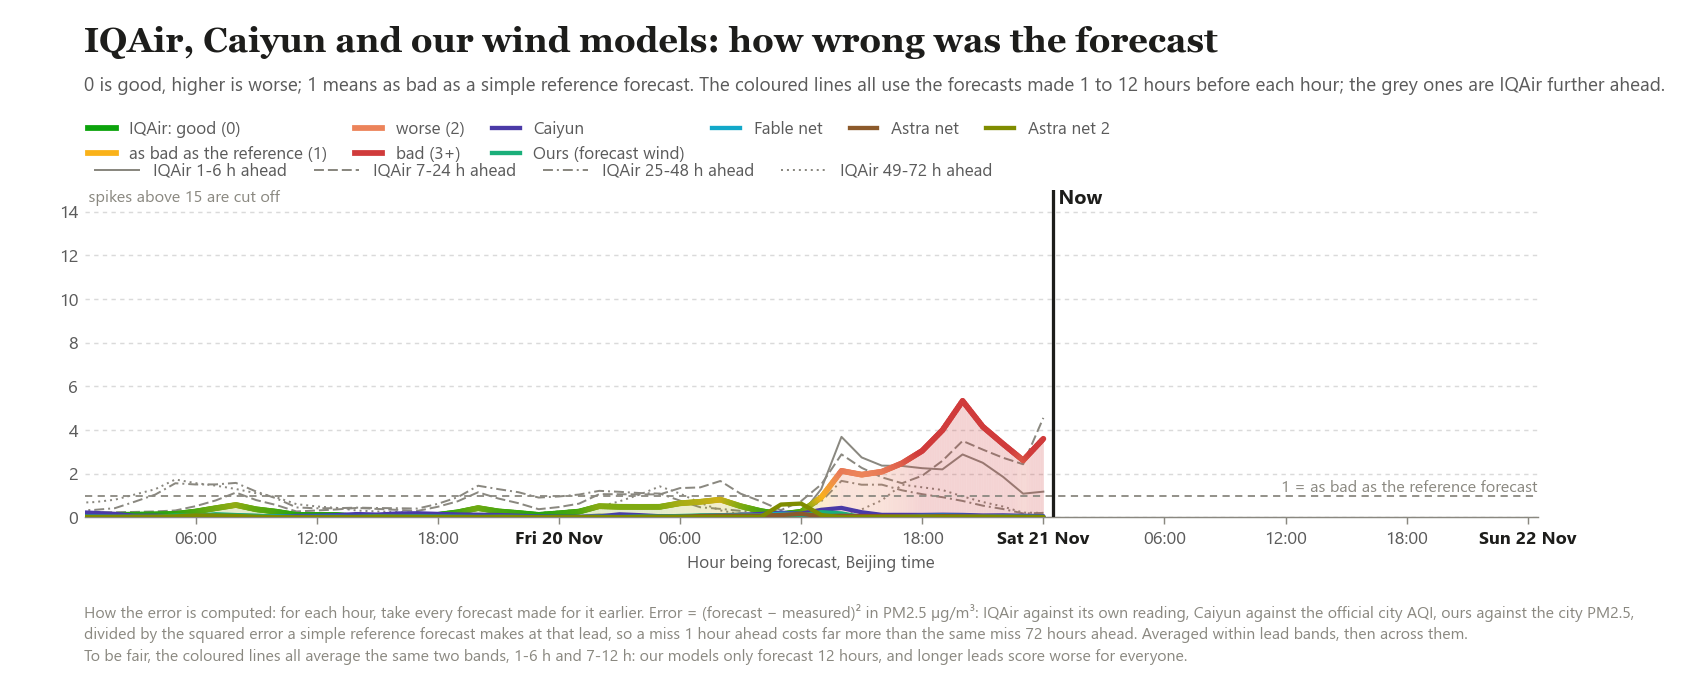 IQAir, Caiyun and our wind models: how wrong was the forecast
0 is good, higher is worse; 1 means as bad as a simple reference forecast. The coloured lines all use the forecasts made 1 to 12 hours before each hour; the grey ones are IQAir further ahead.
IQAir: good (0) worse (2) Caiyun Fable net Astra net Astra net 2
as bad as the reference (1) bad (3+) Ours (forecast wind)
IQAir 1-6 h ahead IQAir 7-24 h ahead IQAir 25-48 h ahead IQAir 49-72 h ahead
spikes above 15 are cut off
Now
14
12
10
8
6
4
2
1 = as bad as the reference forecast
0
06:00 12:00 18:00 Fri 20 Nov 06:00 12:00 18:00 Sat 21 Nov 06:00 12:00 18:00 Sun 22 Nov
Hour being forecast, Beijing time
How the error is computed: for each hour, take every forecast made for it earlier. Error = (forecast − measured)² in PM2.5 µg/m³: IQAir against its own reading, Caiyun against the official city AQI, ours against the city PM2.5,
divided by the squared error a simple reference forecast makes at that lead, so a miss 1 hour ahead costs far more than the same miss 72 hours ahead. Averaged within lead bands, then across them.
To be fair, the coloured lines all average the same two bands, 1-6 h and 7-12 h: our models only forecast 12 hours, and longer leads score worse for everyone.